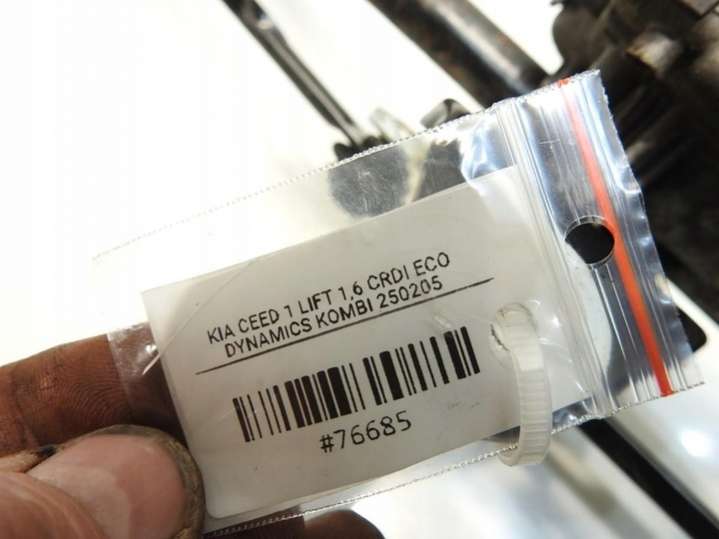 KIA CEED 1 LIFT 1,6 CRDI ECO
DYNAMICS KOMBI 250205
#76685